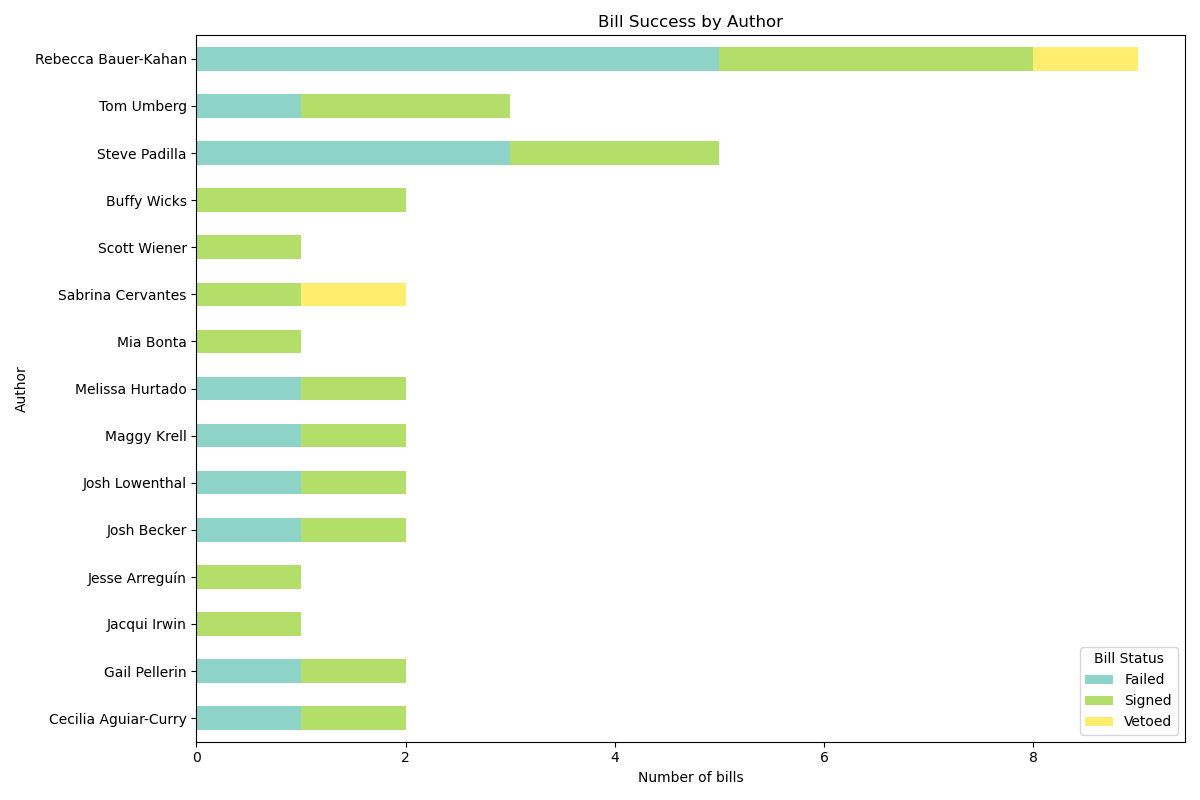 Bill Success by Author
Rebecca Bauer-Kahan
Tom Umberg
Steve Padilla
Buffy Wicks
Scott Wiener
Sabrina Cervantes
Mia Bonta
Melissa Hurtado
Maggy Krell
Josh Lowenthal
Josh Becker
Jesse Arreguín
Jacqui Irwin
Gail Pellerin
Cecilia Aguiar-Curry
Author
0 2 4 6 8
Number of bills
Bill Status
Failed
Signed
Vetoed